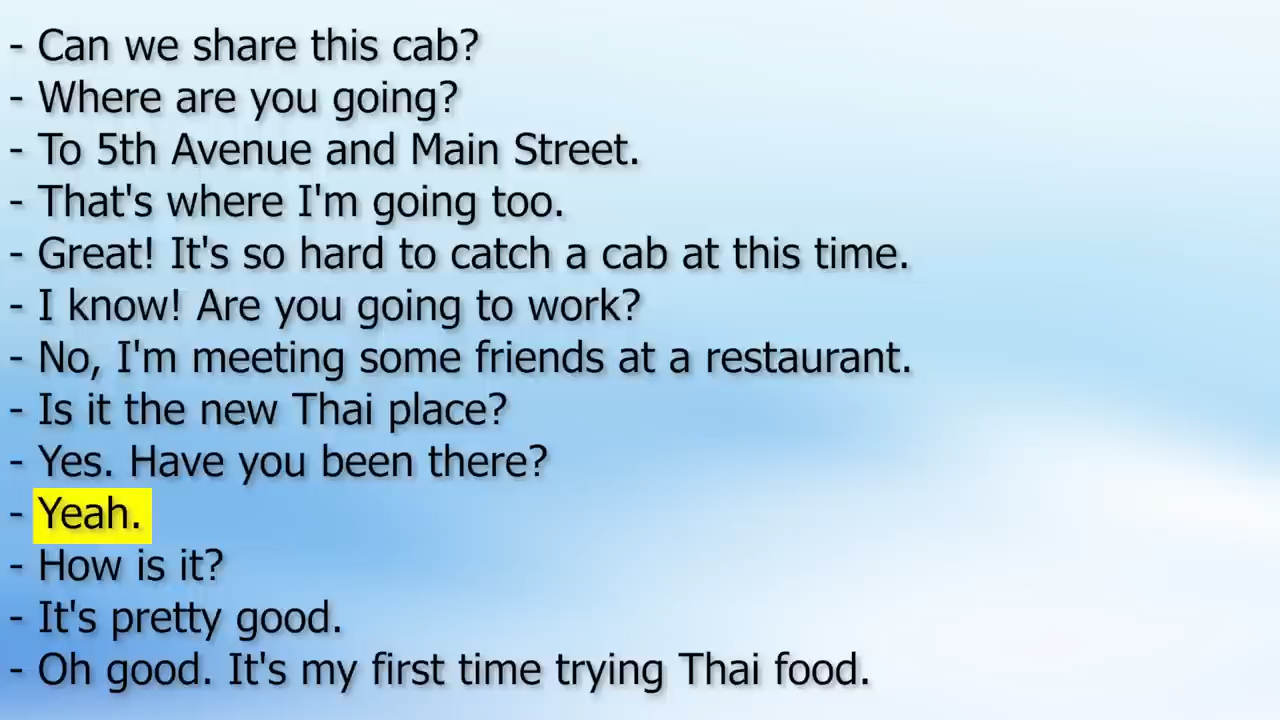 - Can we share this cab?
- Where are you going?
- To 5th Avenue and Main Street.
- That's where I'm going too.
- Great! It's so hard to catch a cab at this time.
- I know! Are you going to work?
- No, I'm meeting some friends at a restaurant.
- Is it the new Thai place?
- Yes. Have you been there?
- Yeah.
- How is it?
- It's pretty good.
- Oh good. It's my first time trying Thai food.